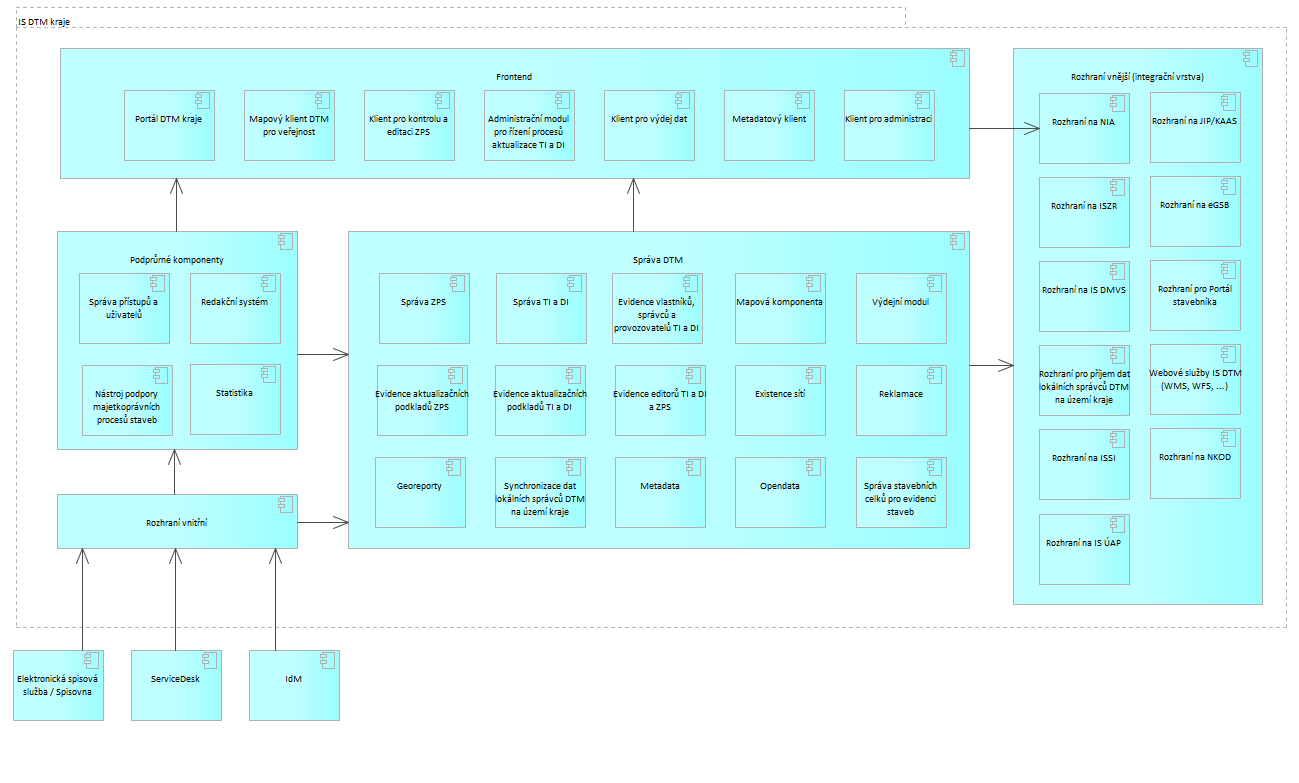 IS DTM kraje
Frontend
Portál DTM kraje
Mapový klient DTM
pro veřejnost
Klient pro kontrolu a
editaci ZPS
Administrační modul
pro řízení procesů
aktualizace TI a DI
Klient pro výdej dat
Metadatový klient
Klient pro administraci
Rozhraní vnější (integrační vrstva)
Rozhraní na NIA
Rozhraní na JIP/KAAS
Rozhraní na ISZR
Rozhraní na eGSB
Rozhraní na IS DMVS
Rozhraní pro Portál
stavebníka
Rozhraní pro příjem dat
lokálních správců DTM
na území kraje
Webové služby IS DTM
(WMS, WFS, ...)
Rozhraní na ISSI
Rozhraní na NKOD
Rozhraní na IS ÚAP
Podprůrné komponenty
Správa přístupů a
uživatelů
Redakční systém
Nástroj podpory
majetkoprávních
procesů staveb
Statistika
Správa DTM
Správa ZPS
Správa TI a DI
Evidence vlastníků,
správců a
provozovatelů TI a DI
Mapová komponenta
Výdejní modul
Evidence aktualizačních
podkladů ZPS
Evidence aktualizačních
podkladů TI a DI
Evidence editorů TI a DI
a ZPS
Existence sítí
Reklamace
Georeporty
Synchronizace dat
lokálních správců DTM
na území kraje
Metadata
Opendata
Správa stavebních
celků pro evidenci
staveb
Rozhraní vnitřní
Elektronická spisová
služba / Spisovna
ServiceDesk
IdM